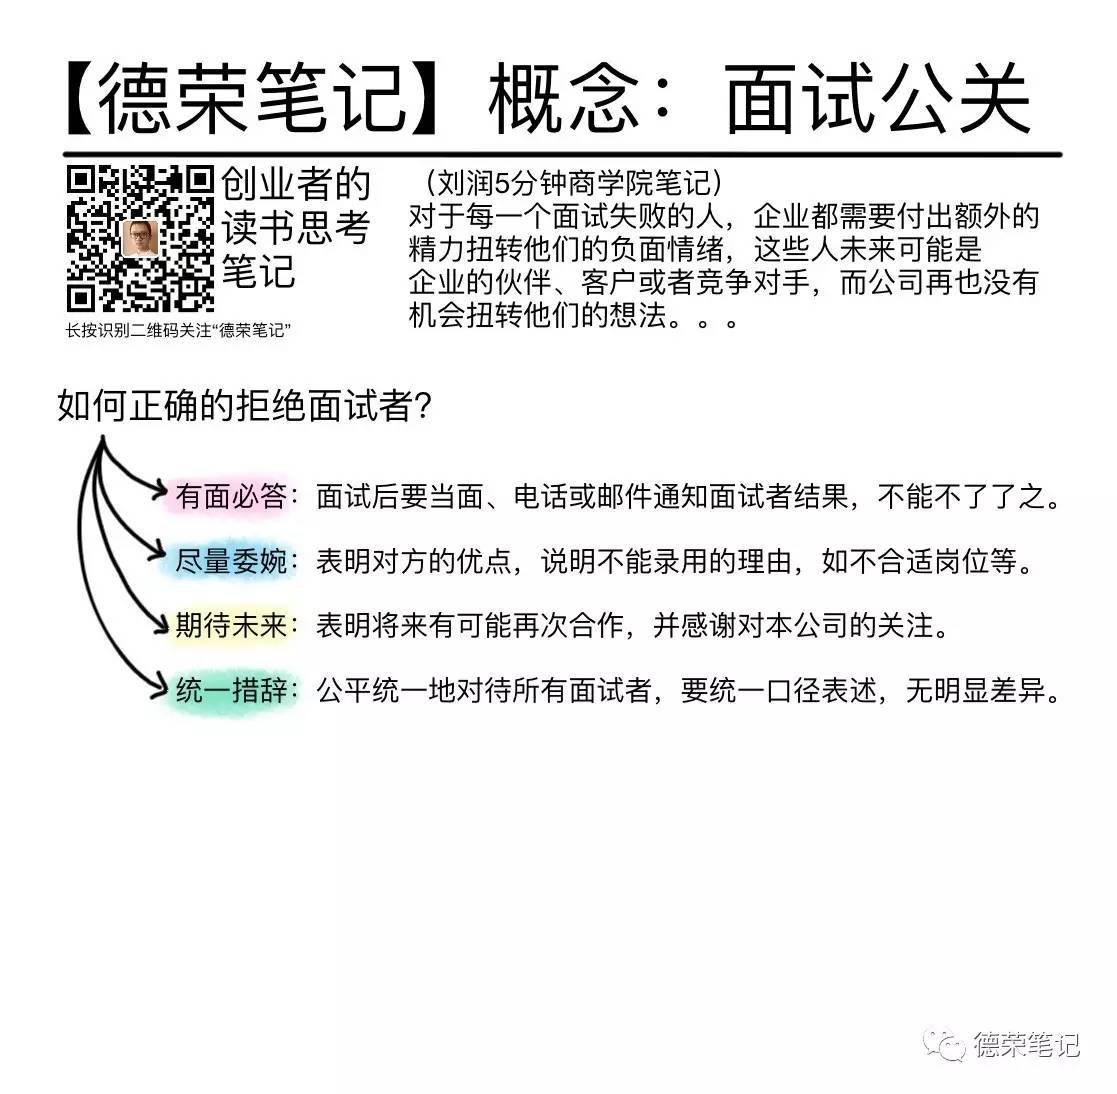 【德荣笔记】概念：面试公关
创业者的
读书思考
笔记
长按识别二维码关注“德荣笔记”
（刘润5分钟商学院笔记）
对于每一个面试失败的人，企业都需要付出额外的
精力扭转他们的负面情绪，这些人未来可能是
企业的伙伴、客户或者竞争对手，而公司再也没有
机会扭转他们的想法。。。
如何正确的拒绝面试者？
有面必答：面试后要当面、电话或邮件通知面试者结果，不能不了了之。
尽量委婉：表明对方的优点，说明不能录用的理由，如不合适岗位等。
期待未来：表明将来有可能再次合作，并感谢对本公司的关注。
统一措辞：公平统一地对待所有面试者，要统一口径表述，无明显差异。
德荣笔记